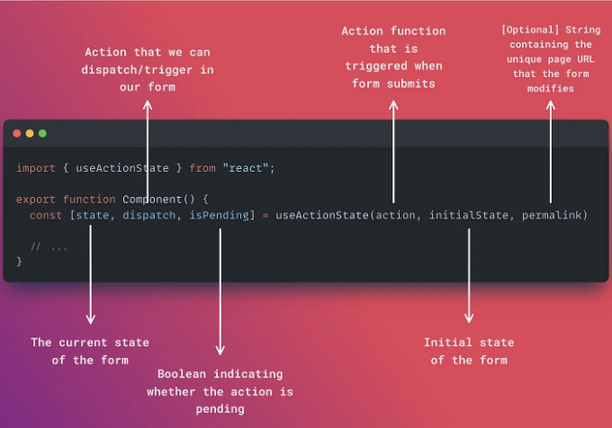 Action that we can
dispatch/trigger in
our form
Action function
that is
triggered when
form submits
[Optional] String
containing the
unique page URL
that the form
modifies
import { useActionState } from "react";
export function Component() {
const [state, dispatch, isPending] = useActionState(action, initialState, permalink)
// ...
}
The current state
of the form
Boolean indicating
whether the action is
pending
Initial state
of the form